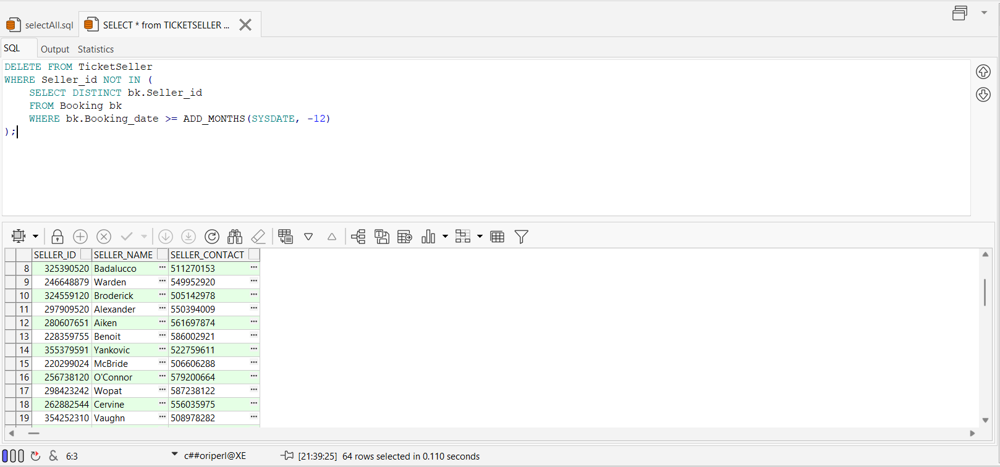 selectAll.sql SELECT * from TICKETSELLER ...
SQL Output Statistics
DELETE FROM TicketSeller
WHERE Seller_id NOT IN (
    SELECT DISTINCT bk.Seller_id
    FROM Booking bk
    WHERE bk.Booking_date >= ADD_MONTHS(SYSDATE, -12)
);
SELLER_ID SELLER_NAME SELLER_CONTACT
8 325390520 Badalucco ··· 511270153 ···
9 246648879 Warden ··· 549952920 ···
10 324559120 Broderick ··· 505142978 ···
11 297909520 Alexander ··· 550394009 ···
12 280607651 Aiken ··· 561697874 ···
13 228359755 Benoit ··· 586002921 ···
14 355379591 Yankovic ··· 522759611 ···
15 220299024 McBride ··· 506606288 ···
16 256738120 O'Connor ··· 579200664 ···
17 298423242 Wopat ··· 587238122 ···
18 262882544 Cervine ··· 556035975 ···
19 354252310 Vaughn ··· 508978282 ···
& 6:3 c##oriperl@XE [21:39:25] 64 rows selected in 0.110 seconds